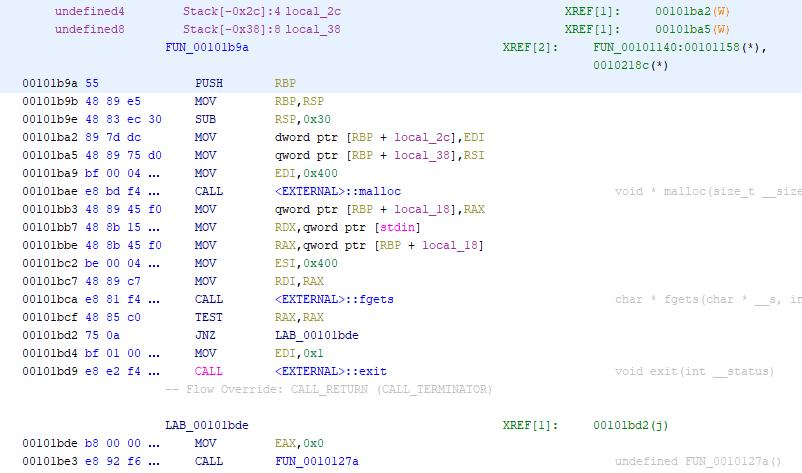 undefined4 Stack[-0x2c]:4 local_2c XREF[1]: 00101ba2(W)
undefined8 Stack[-0x38]:8 local_38 XREF[1]: 00101ba5(W)
FUN_00101b9a XREF[2]: FUN_00101140:00101158(*),
0010218c(*)
00101b9a 55 PUSH RBP
00101b9b 48 89 e5 MOV RBP,RSP
00101b9e 48 83 ec 30 SUB RSP,0x30
00101ba2 89 7d dc MOV dword ptr [RBP + local_2c],EDI
00101ba5 48 89 75 d0 MOV qword ptr [RBP + local_38],RSI
00101ba9 bf 00 04 ... MOV EDI,0x400
00101bae e8 bd f4 ... CALL <EXTERNAL>::malloc void * malloc(size_t __size
00101bb3 48 89 45 f0 MOV qword ptr [RBP + local_18],RAX
00101bb7 48 8b 15 ... MOV RDX,qword ptr [stdin]
00101bbe 48 8b 45 f0 MOV RAX,qword ptr [RBP + local_18]
00101bc2 be 00 04 ... MOV ESI,0x400
00101bc7 48 89 c7 MOV RDI,RAX
00101bca e8 81 f4 ... CALL <EXTERNAL>::fgets char * fgets(char * __s, in
00101bcf 48 85 c0 TEST RAX,RAX
00101bd2 75 0a JNZ LAB_00101bde
00101bd4 bf 01 00 ... MOV EDI,0x1
00101bd9 e8 e2 f4 ... CALL <EXTERNAL>::exit void exit(int __status)
-- Flow Override: CALL_RETURN (CALL_TERMINATOR)
LAB_00101bde XREF[1]: 00101bd2(j)
00101bde b8 00 00 ... MOV EAX,0x0
00101be3 e8 92 f6 ... CALL FUN_0010127a undefined FUN_0010127a()